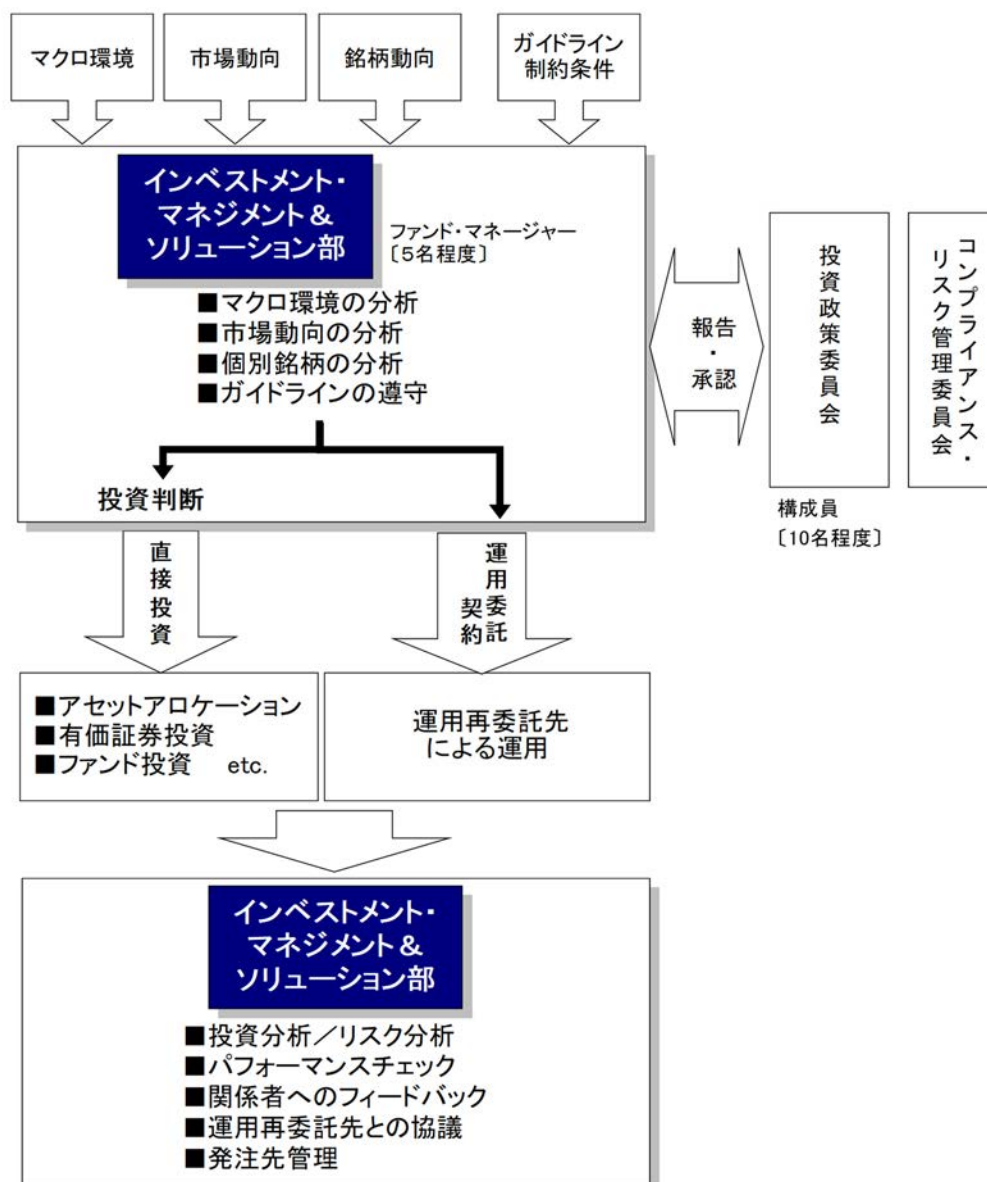 マクロ環境
市場動向
銘柄動向
ガイドライン
制約条件
インベストメント・
マネジメント＆
ソリューション部
ファンド・マネージャー
〔5名程度〕
■マクロ環境の分析
■市場動向の分析
■個別銘柄の分析
■ガイドラインの遵守
投資判断
報告
・
承認
投資政策委員会
コンプライアンス・
リスク管理委員会
構成員
〔10名程度〕
直接投資
運用委託
契約
■アセットアロケーション
■有価証券投資
■ファンド投資　etc.
運用再委託先
による運用
インベストメント・
マネジメント＆
ソリューション部
■投資分析／リスク分析
■パフォーマンスチェック
■関係者へのフィードバック
■運用再委託先との協議
■発注先管理